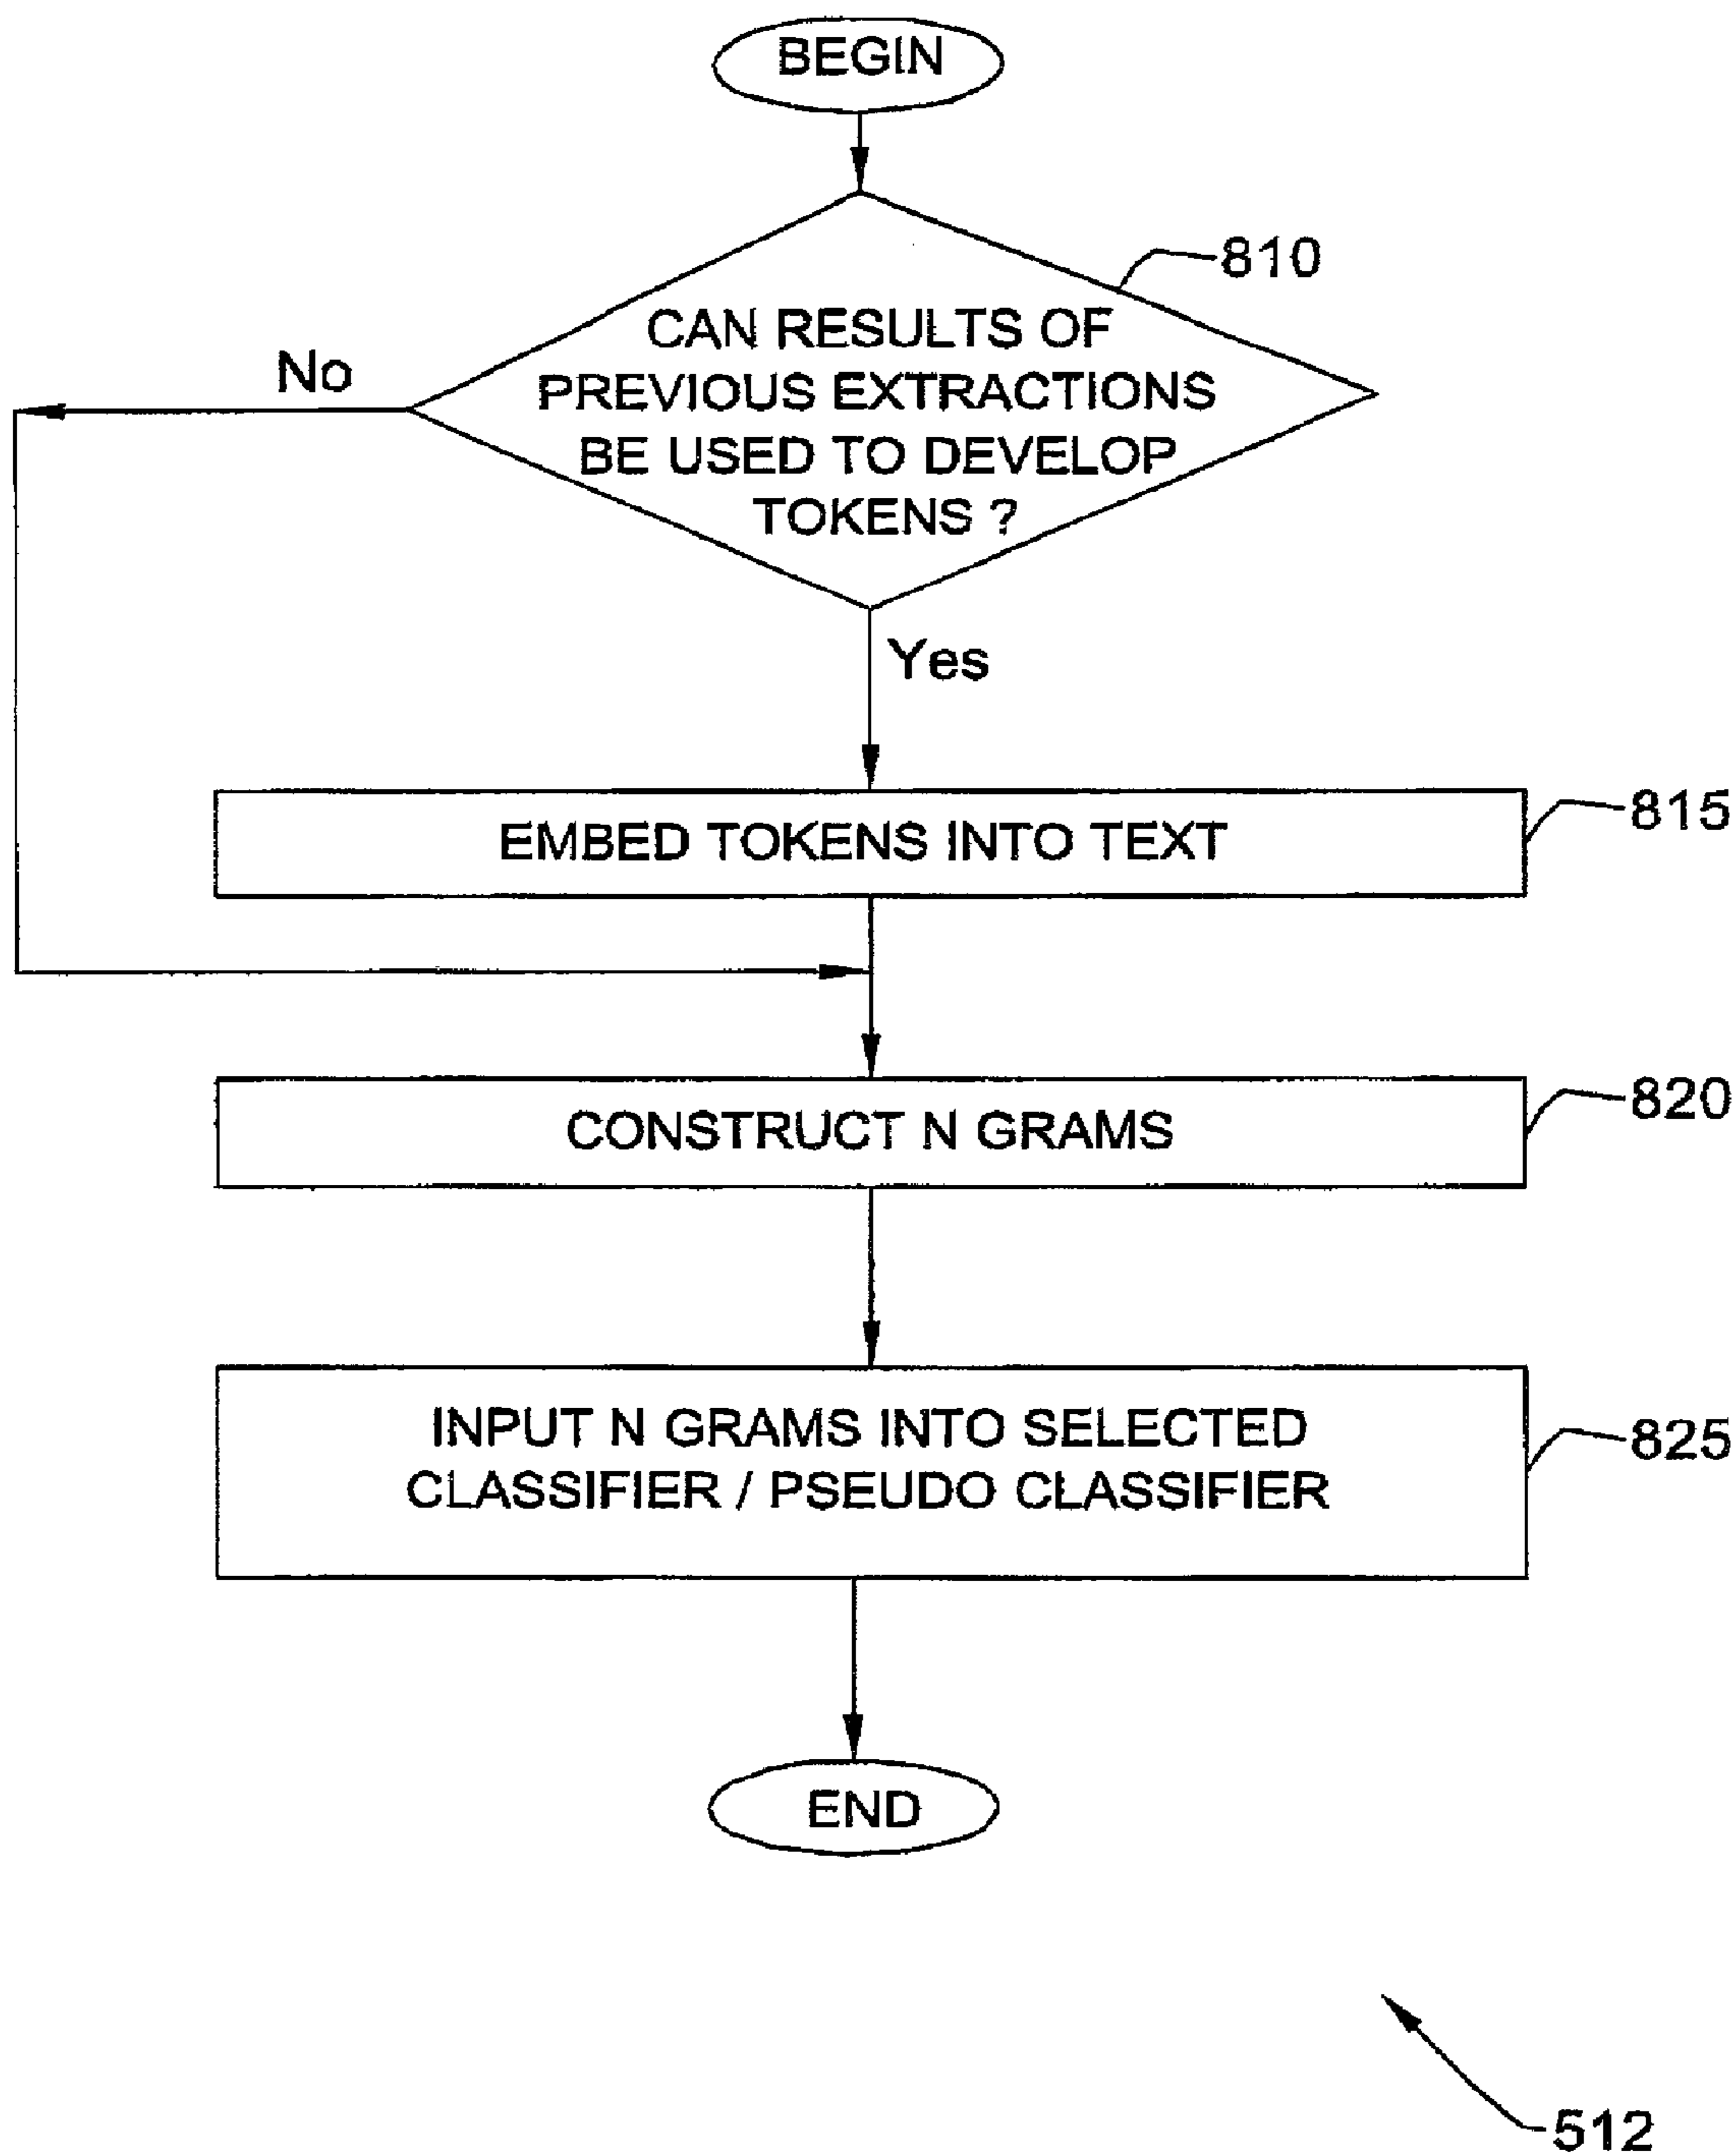 BEGIN
810
CAN RESULTS OF
PREVIOUS EXTRACTIONS
BE USED TO DEVELOP
TOKENS ?
No
Yes
EMBED TOKENS INTO TEXT
815
CONSTRUCT N GRAMS
820
INPUT N GRAMS INTO SELECTED
CLASSIFIER / PSEUDO CLASSIFIER
825
END
512